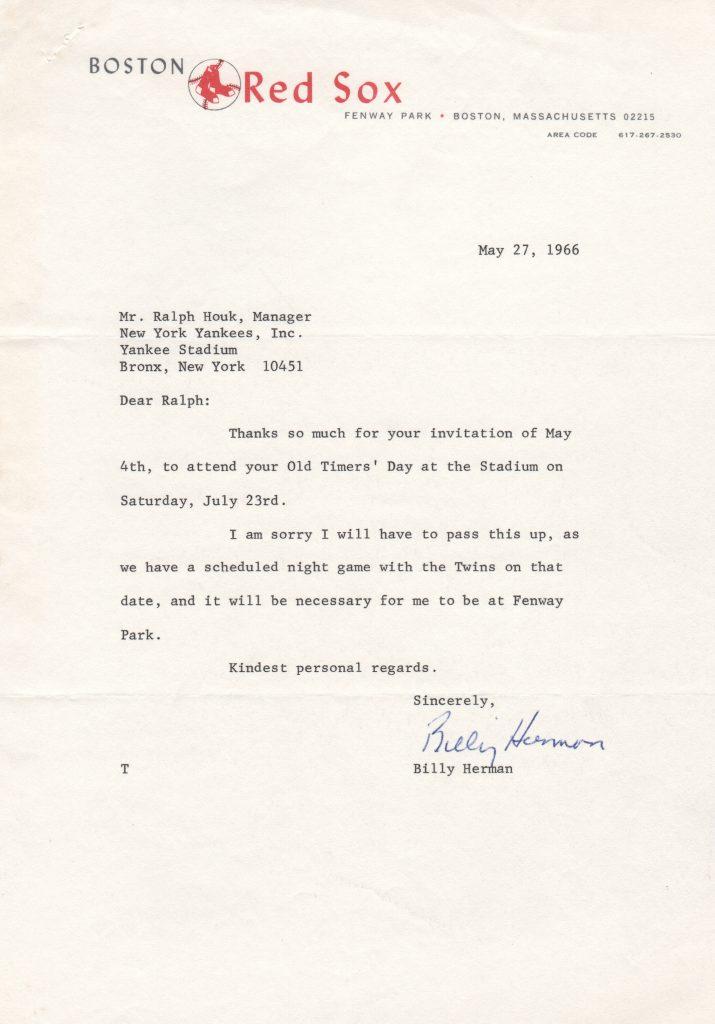 BOSTON Red Sox
FENWAY PARK • BOSTON, MASSACHUSETTS 02215
AREA CODE 617-267-2530
May 27, 1966
Mr. Ralph Houk, Manager
New York Yankees, Inc.
Yankee Stadium
Bronx, New York 10451
Dear Ralph:
Thanks so much for your invitation of May
4th, to attend your Old Timers' Day at the Stadium on
Saturday, July 23rd.
I am sorry I will have to pass this up, as
we have a scheduled night game with the Twins on that
date, and it will be necessary for me to be at Fenway
Park.
Kindest personal regards.
Sincerely,
Billy Herman
T Billy Herman